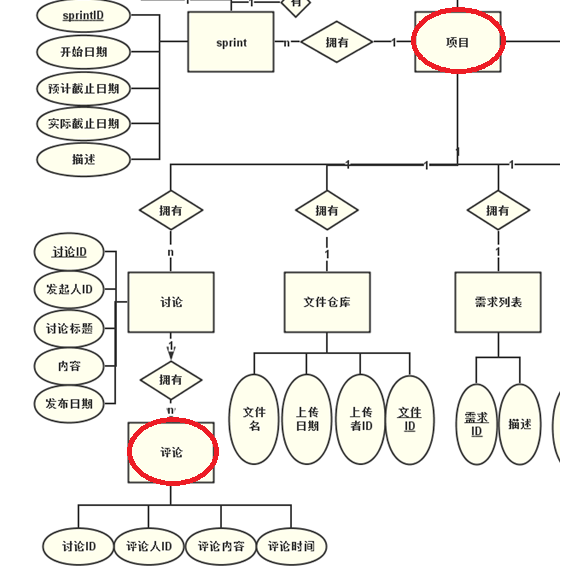 有
1
sprintID
开始日期
预计截止日期
实际截止日期
描述
sprint
n
拥有
1
项目
1
1
1
1
拥有
拥有
拥有
n
1
1
讨论ID
发起人ID
讨论标题
内容
发布日期
讨论
文件仓库
需求列表
1
拥有
n
评论
文件
名
上传
日期
上传
者ID
文件
ID
需求
ID
描述
讨论ID
评论人ID
评论内容
评论时间